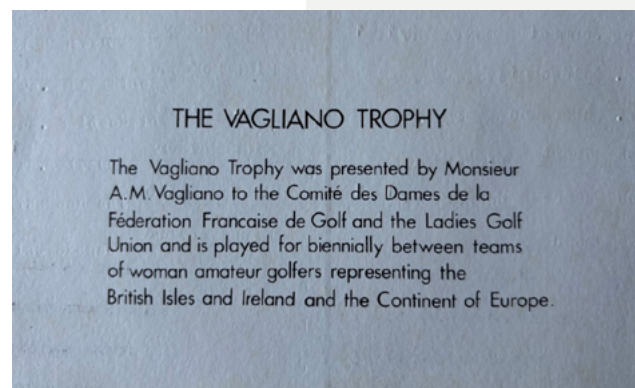 THE VAGLIANO TROPHY
The Vagliano Trophy was presented by Monsieur
A.M. Vagliano to the Comité des Dames de la
Féderation Francaise de Golf and the Ladies Golf
Union and is played for biennially between teams
of woman amateur golfers representing the
British Isles and Ireland and the Continent of Europe.